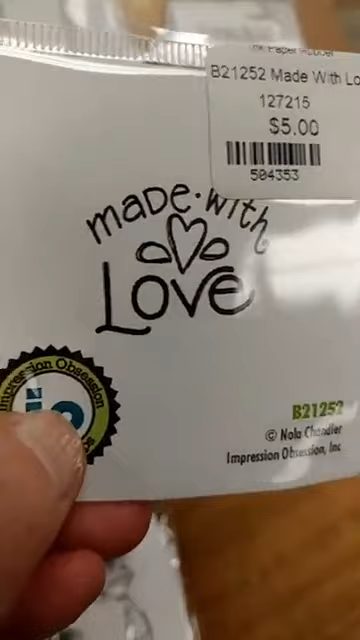 B21252 Made With Lo
127215
$5.00
504353
made • with
Love
Impression Obsession
io
B21252
© Nola Chandler
Impression Obsession, Inc